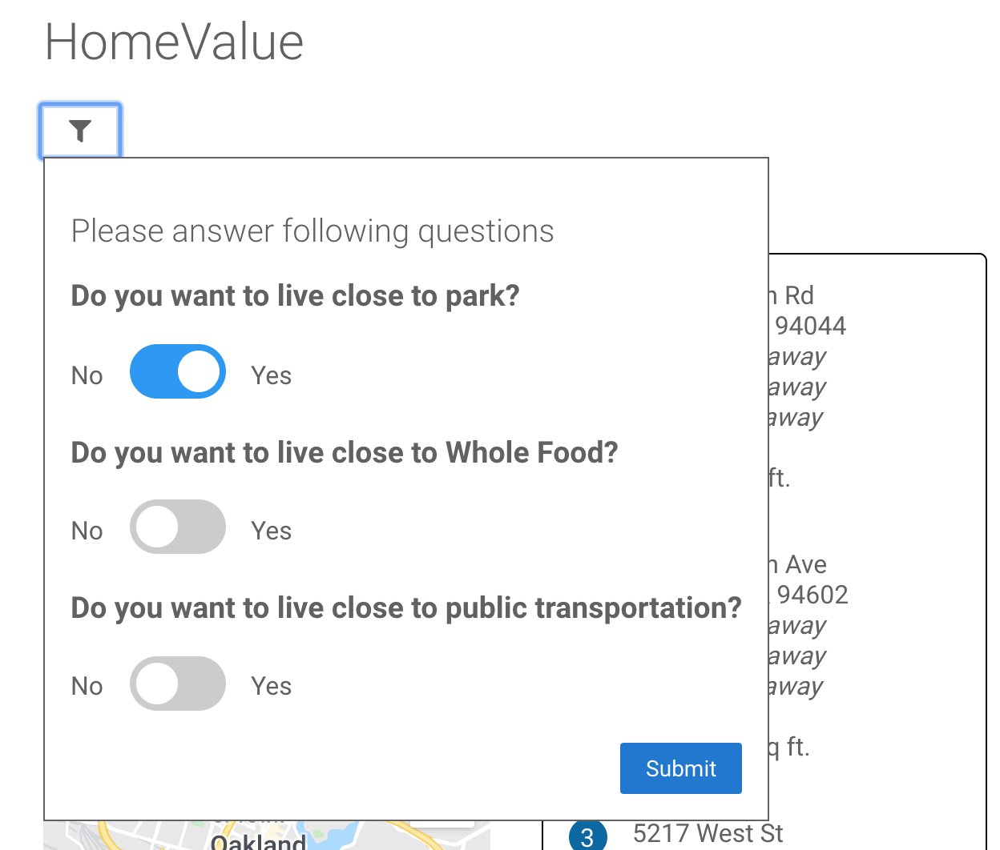 HomeValue
Please answer following questions
Do you want to live close to park?
No Yes
Do you want to live close to Whole Food?
No Yes
Do you want to live close to public transportation?
No Yes
Submit
Rd
94044
away
away
away
ft.
Ave
94602
away
away
away
ft.
3 5217 West St
Oakland